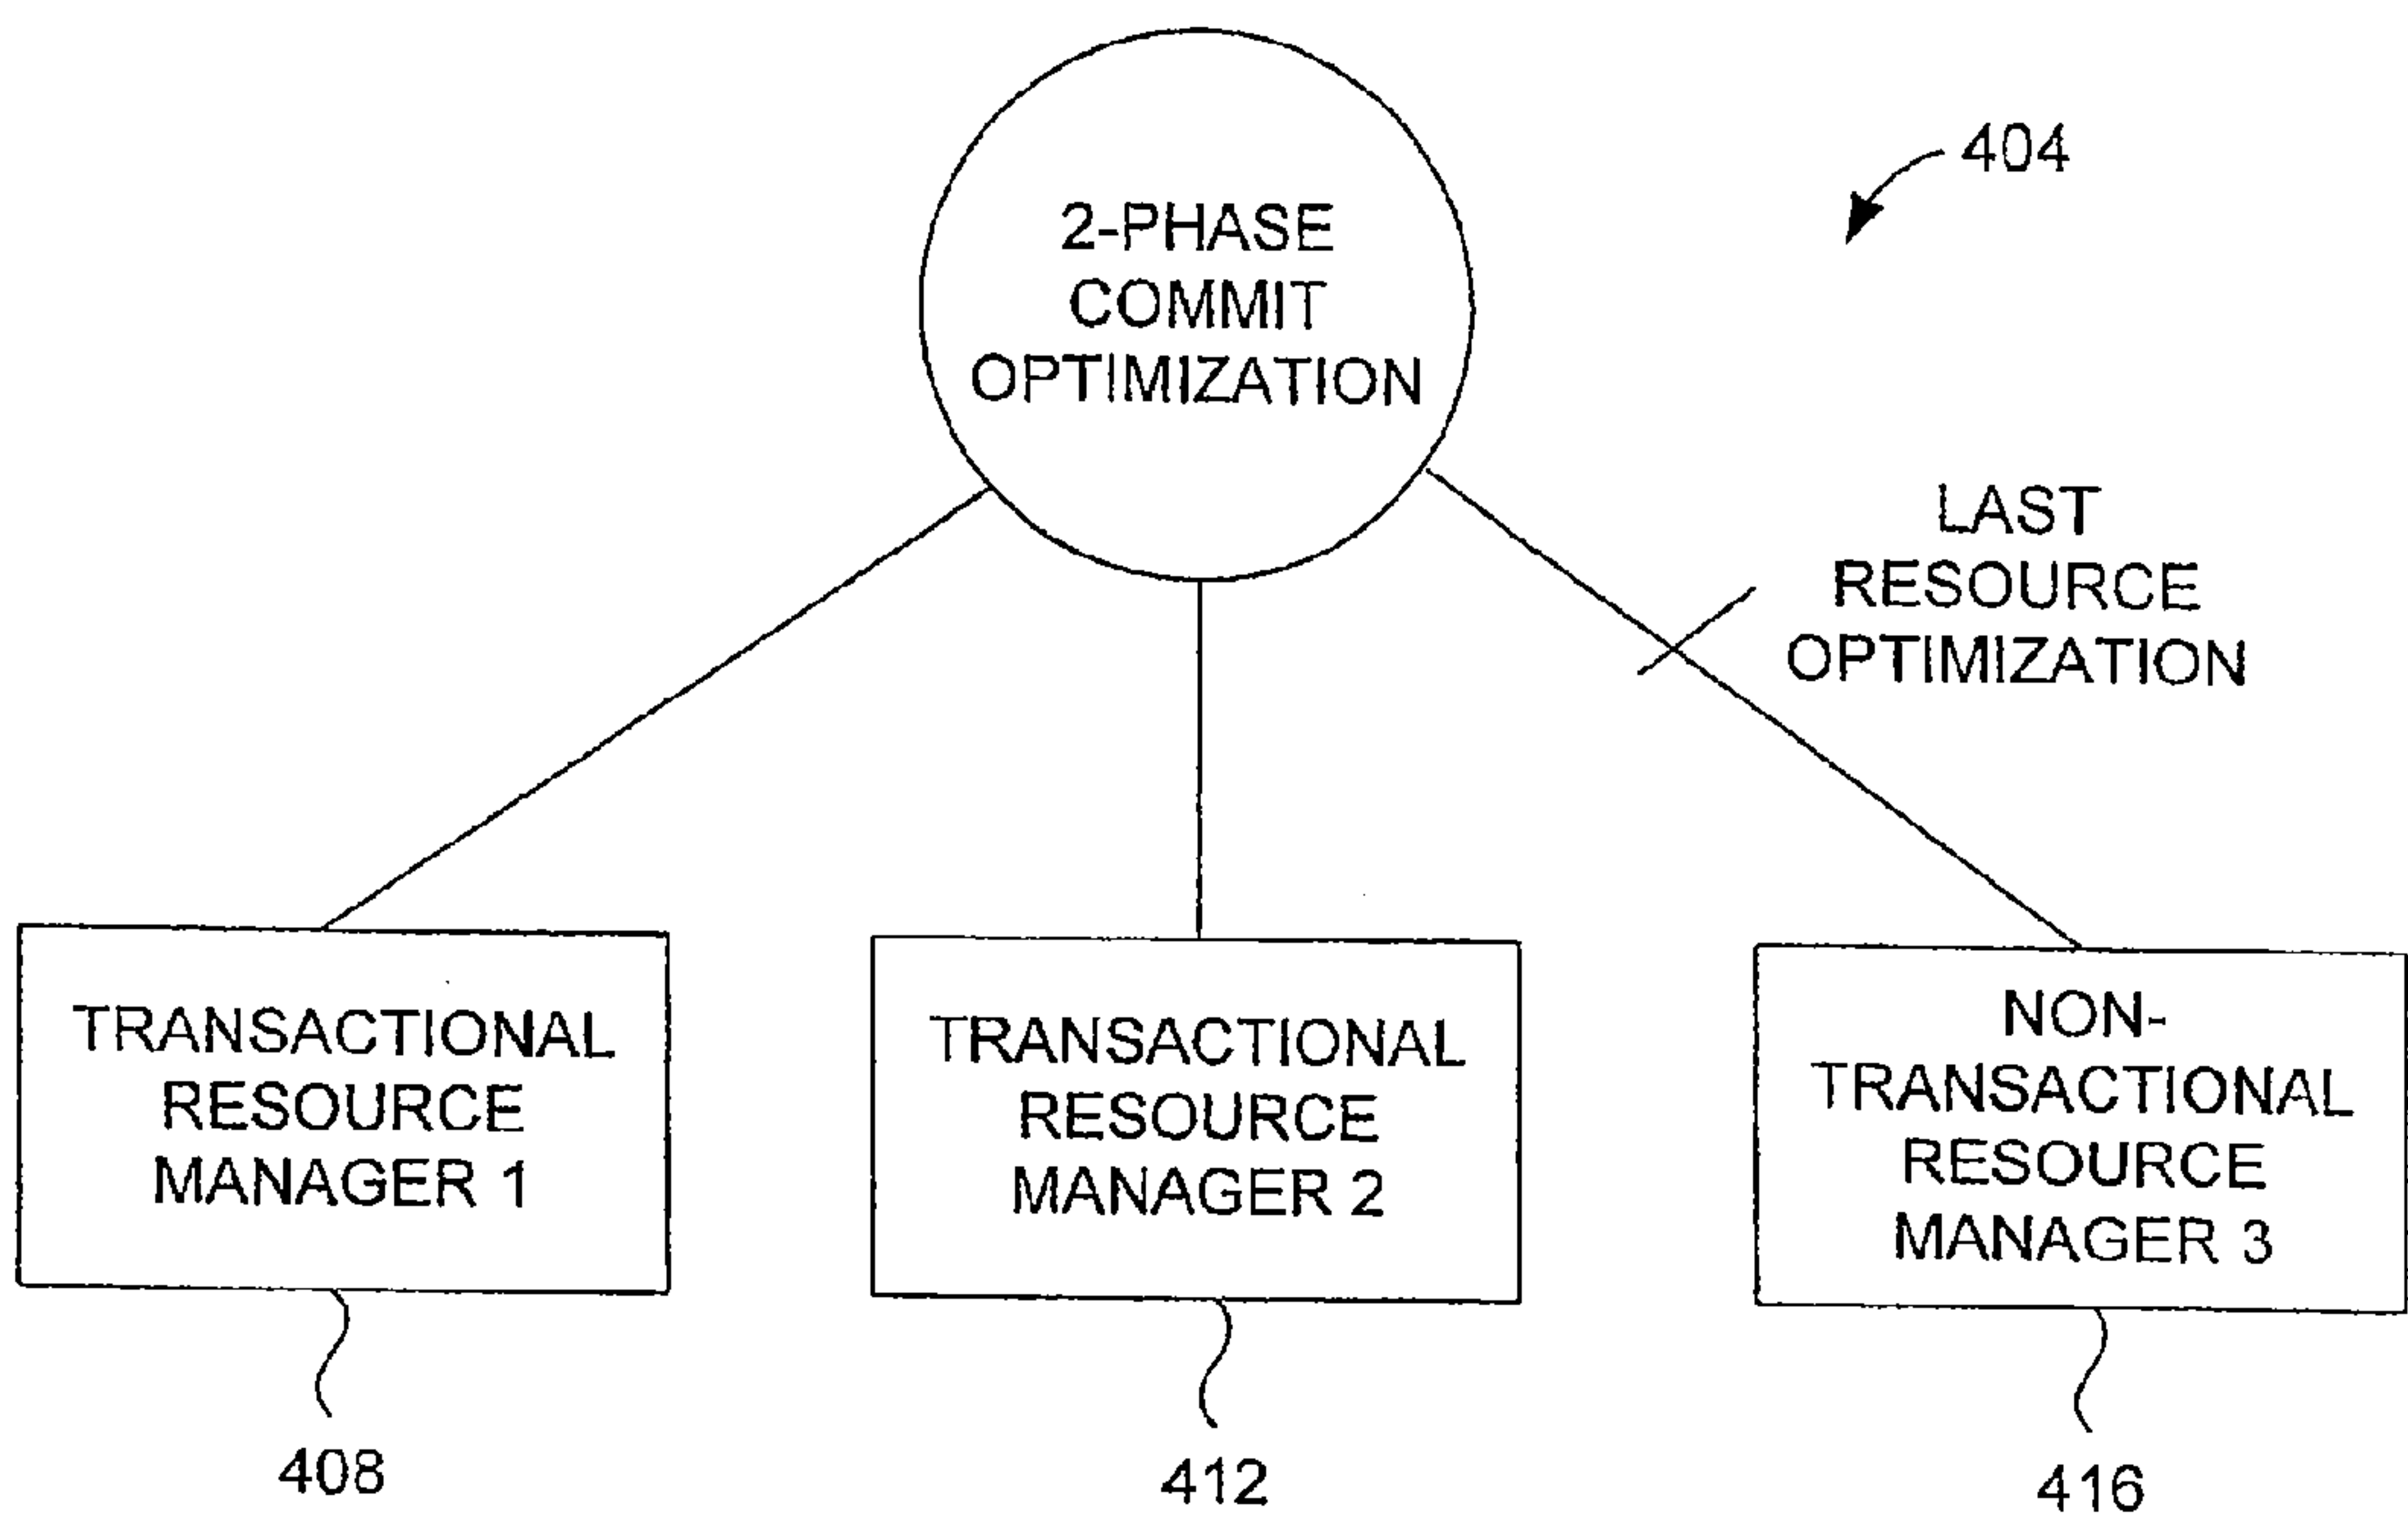 2-PHASE
COMMIT
OPTIMIZATION
404
LAST
RESOURCE
OPTIMIZATION
TRANSACTIONAL
RESOURCE
MANAGER 1
TRANSACTIONAL
RESOURCE
MANAGER 2
NON-
TRANSACTIONAL
RESOURCE
MANAGER 3
408
412
416